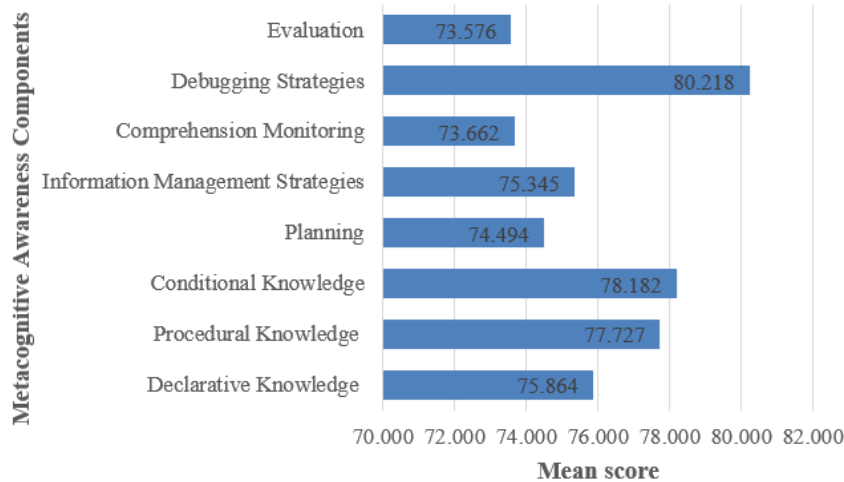 Metacognitive Awareness Components
Evaluation 73.576
Debugging Strategies 80.218
Comprehension Monitoring 73.662
Information Management Strategies 75.345
Planning 74.494
Conditional Knowledge 78.182
Procedural Knowledge 77.727
Declarative Knowledge 75.864
70.000 72.000 74.000 76.000 78.000 80.000 82.000
Mean score